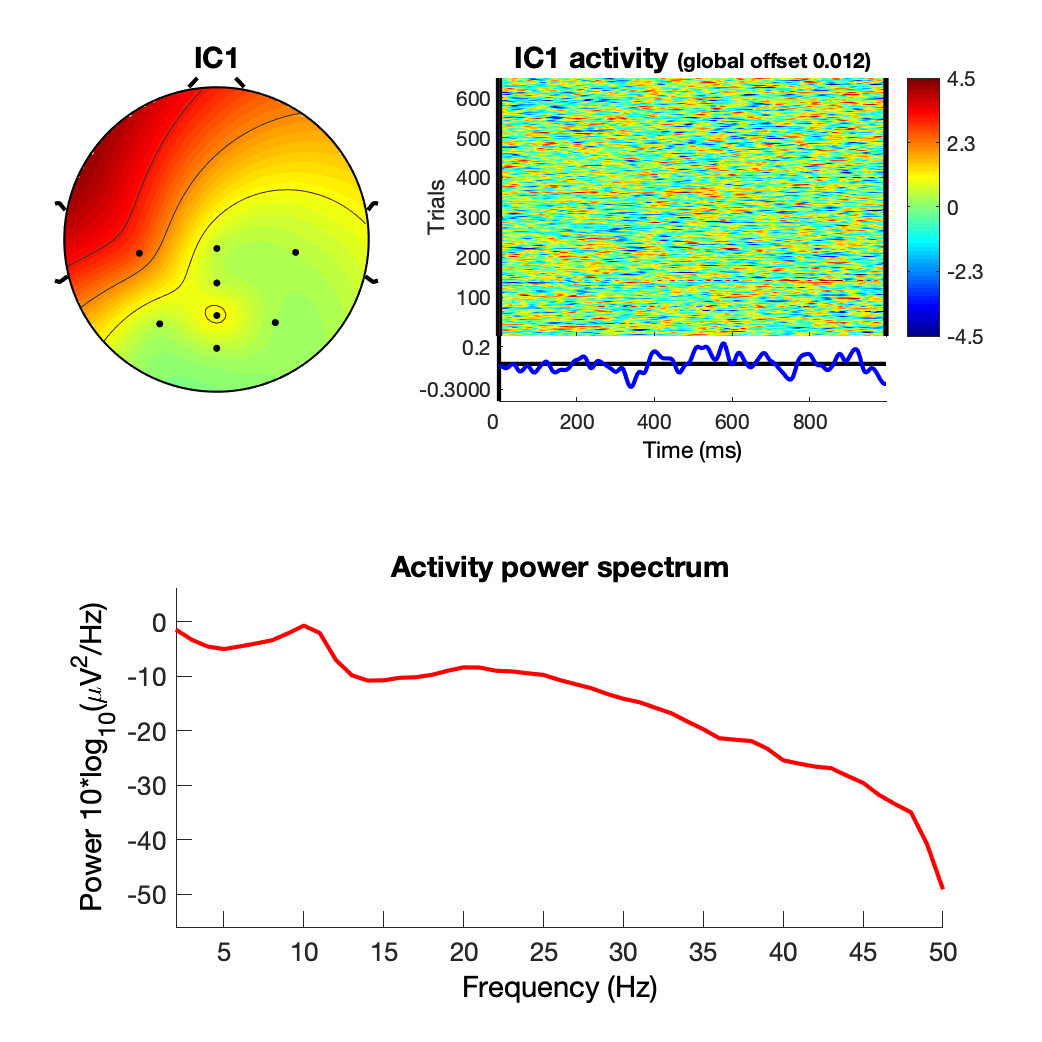 IC1
IC1 activity (global offset 0.012)
Trials
600
500
400
300
200
100
4.5
2.3
0
-2.3
-4.5
0.2
-0.3000
0 200 400 600 800
Time (ms)
Activity power spectrum
Power 10*log10(μV2/Hz)
0
-10
-20
-30
-40
-50
5 10 15 20 25 30 35 40 45 50
Frequency (Hz)